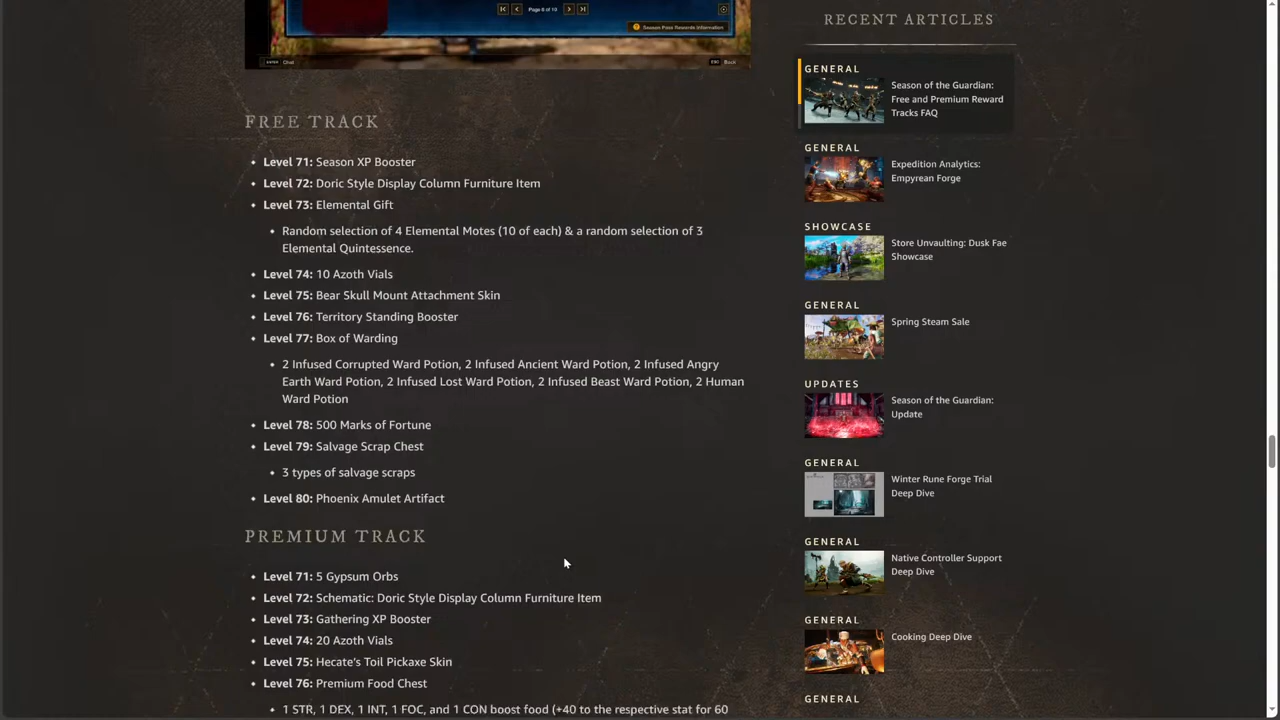 Page 8 of 10
Season Pass Rewards Information
Chat
ESC Back
FREE TRACK
Level 71: Season XP Booster
Level 72: Doric Style Display Column Furniture Item
Level 73: Elemental Gift
Random selection of 4 Elemental Motes (10 of each) & a random selection of 3
Elemental Quintessence.
Level 74: 10 Azoth Vials
Level 75: Bear Skull Mount Attachment Skin
Level 76: Territory Standing Booster
Level 77: Box of Warding
2 Infused Corrupted Ward Potion, 2 Infused Ancient Ward Potion, 2 Infused Angry
Earth Ward Potion, 2 Infused Lost Ward Potion, 2 Infused Beast Ward Potion, 2 Human
Ward Potion
Level 78: 500 Marks of Fortune
Level 79: Salvage Scrap Chest
3 types of salvage scraps
Level 80: Phoenix Amulet Artifact
PREMIUM TRACK
Level 71: 5 Gypsum Orbs
Level 72: Schematic: Doric Style Display Column Furniture Item
Level 73: Gathering XP Booster
Level 74: 20 Azoth Vials
Level 75: Hecate's Toil Pickaxe Skin
Level 76: Premium Food Chest
1 STR, 1 DEX, 1 INT, 1 FOC, and 1 CON boost food (+40 to the respective stat for 60
RECENT ARTICLES
GENERAL
Season of the Guardian:
Free and Premium Reward
Tracks FAQ
GENERAL
Expedition Analytics:
Empyrean Forge
SHOWCASE
Store Unvaulting: Dusk Fae
Showcase
GENERAL
Spring Steam Sale
UPDATES
Season of the Guardian:
Update
GENERAL
Winter Rune Forge Trial
Deep Dive
GENERAL
Native Controller Support
Deep Dive
GENERAL
Cooking Deep Dive
GENERAL